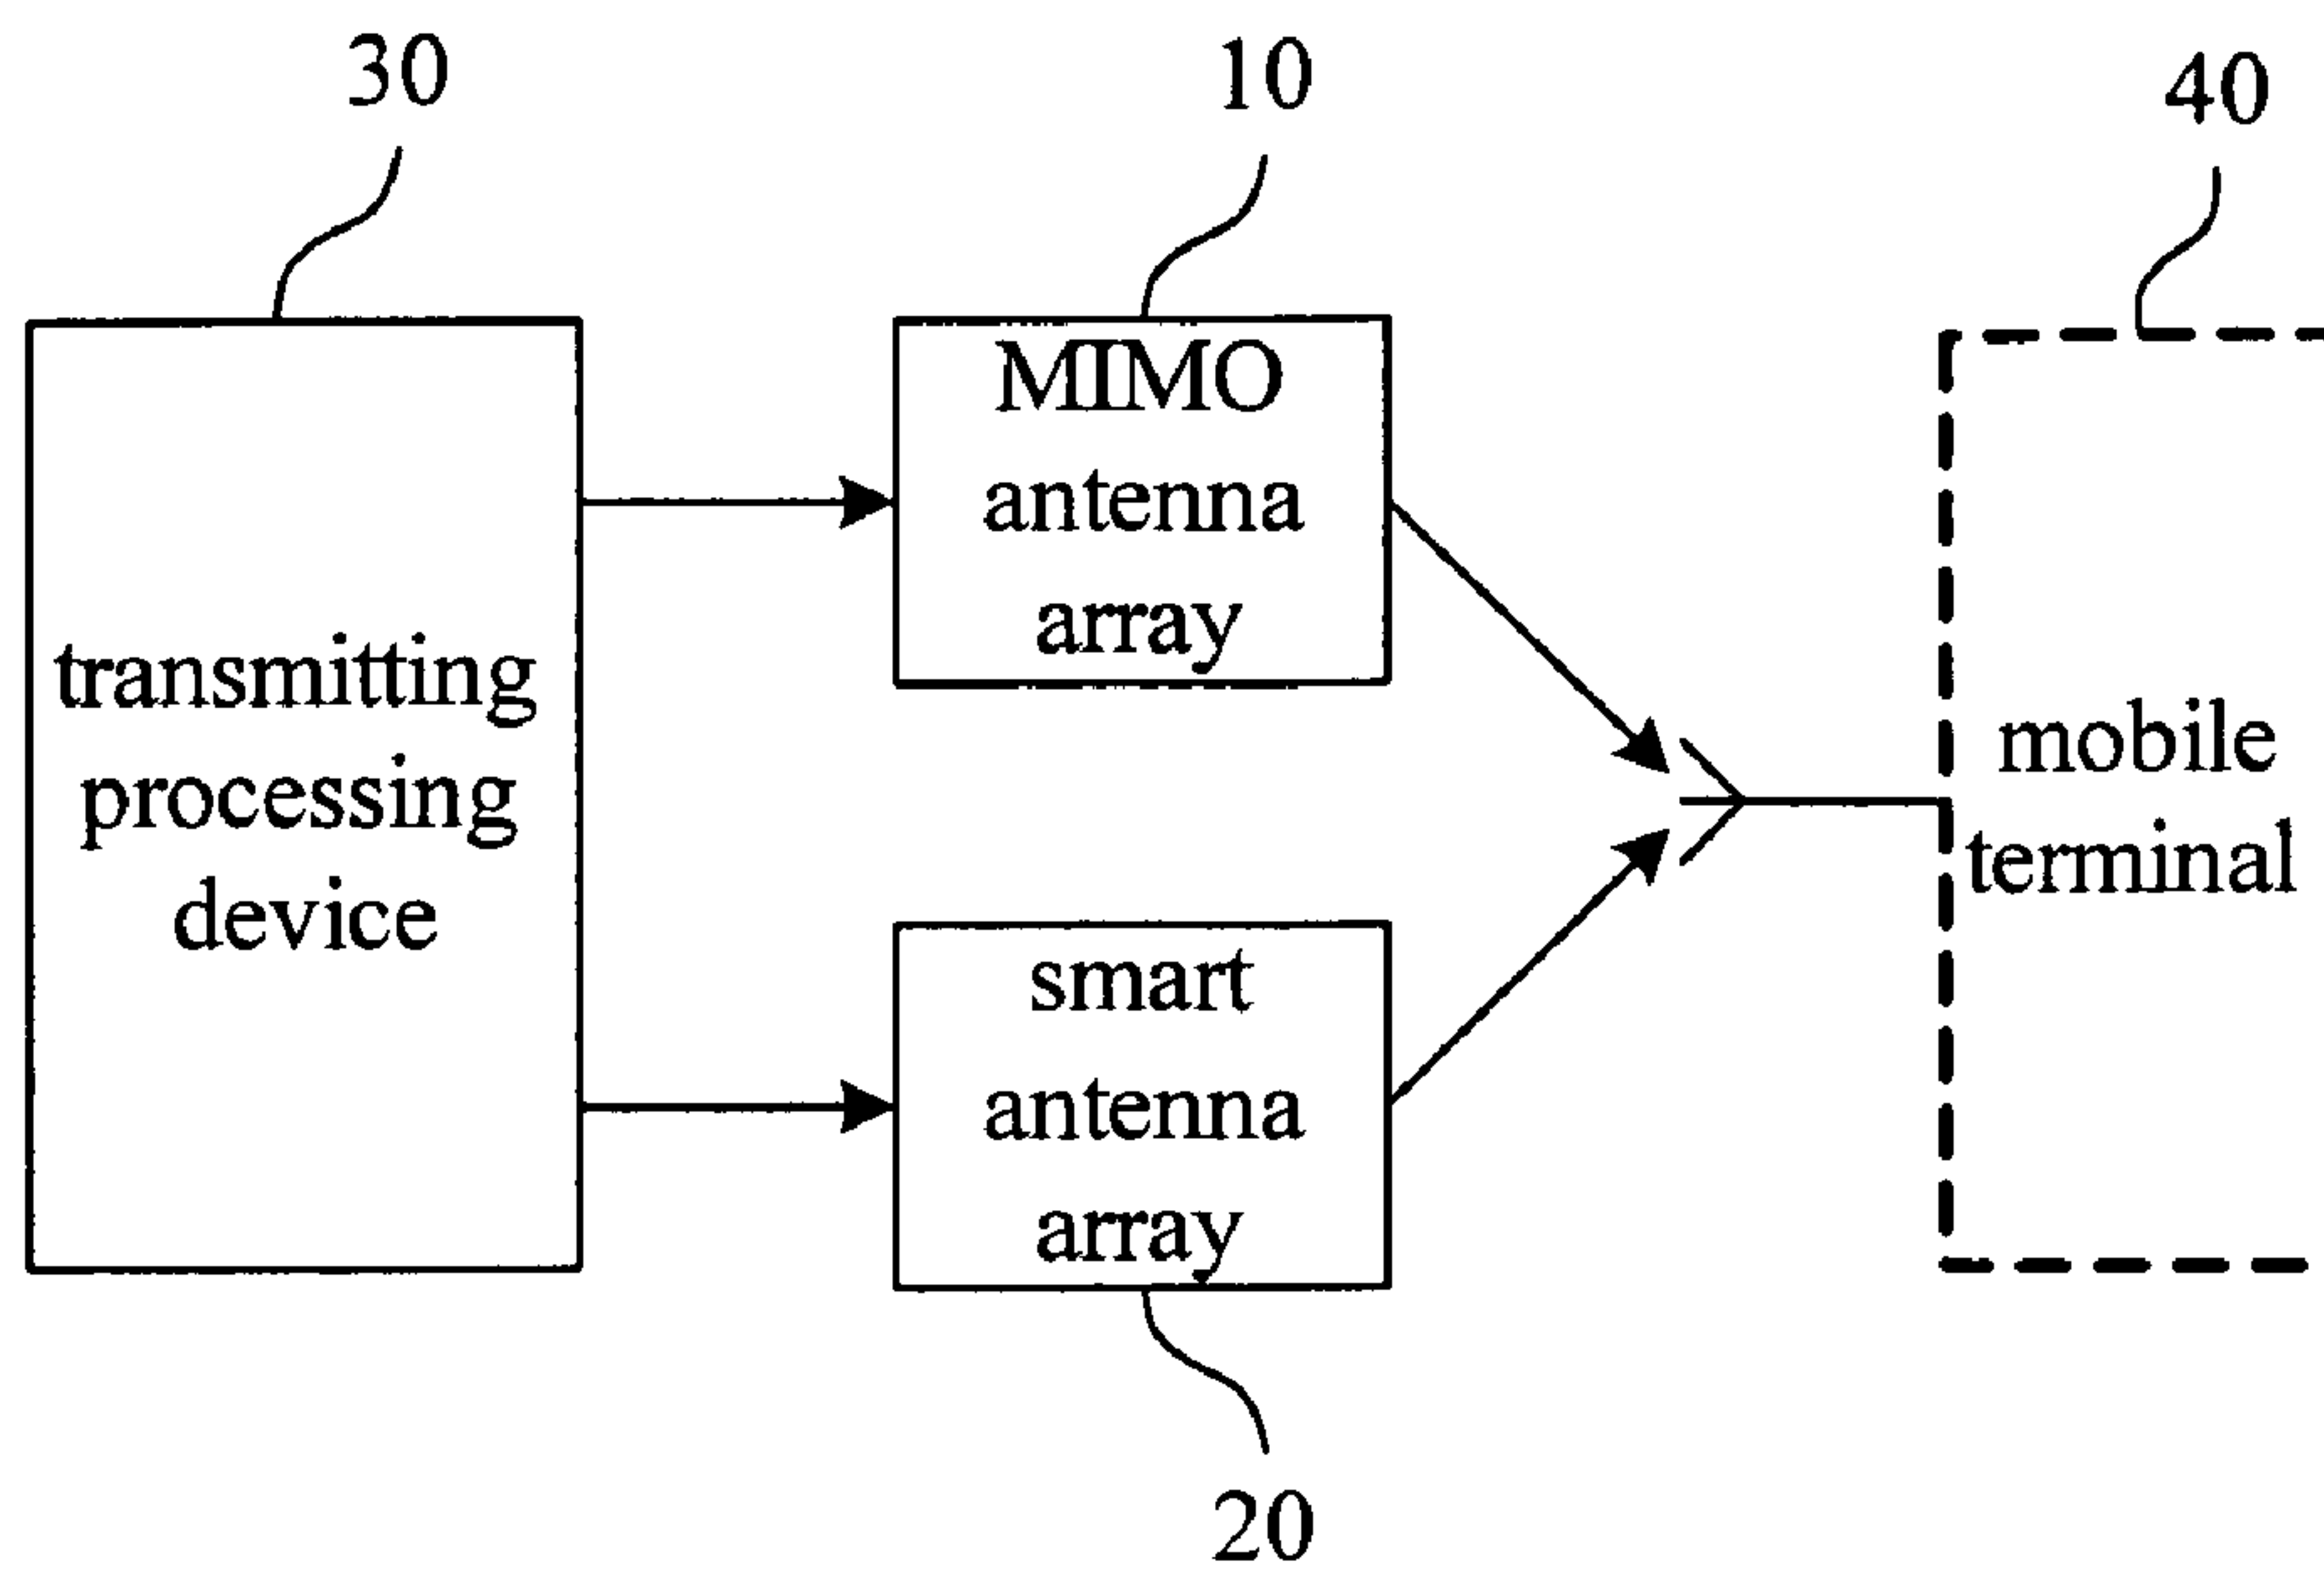 30
10
40
transmitting
processing
device
MIMO
antenna
array
smart
antenna
array
mobile
terminal
20